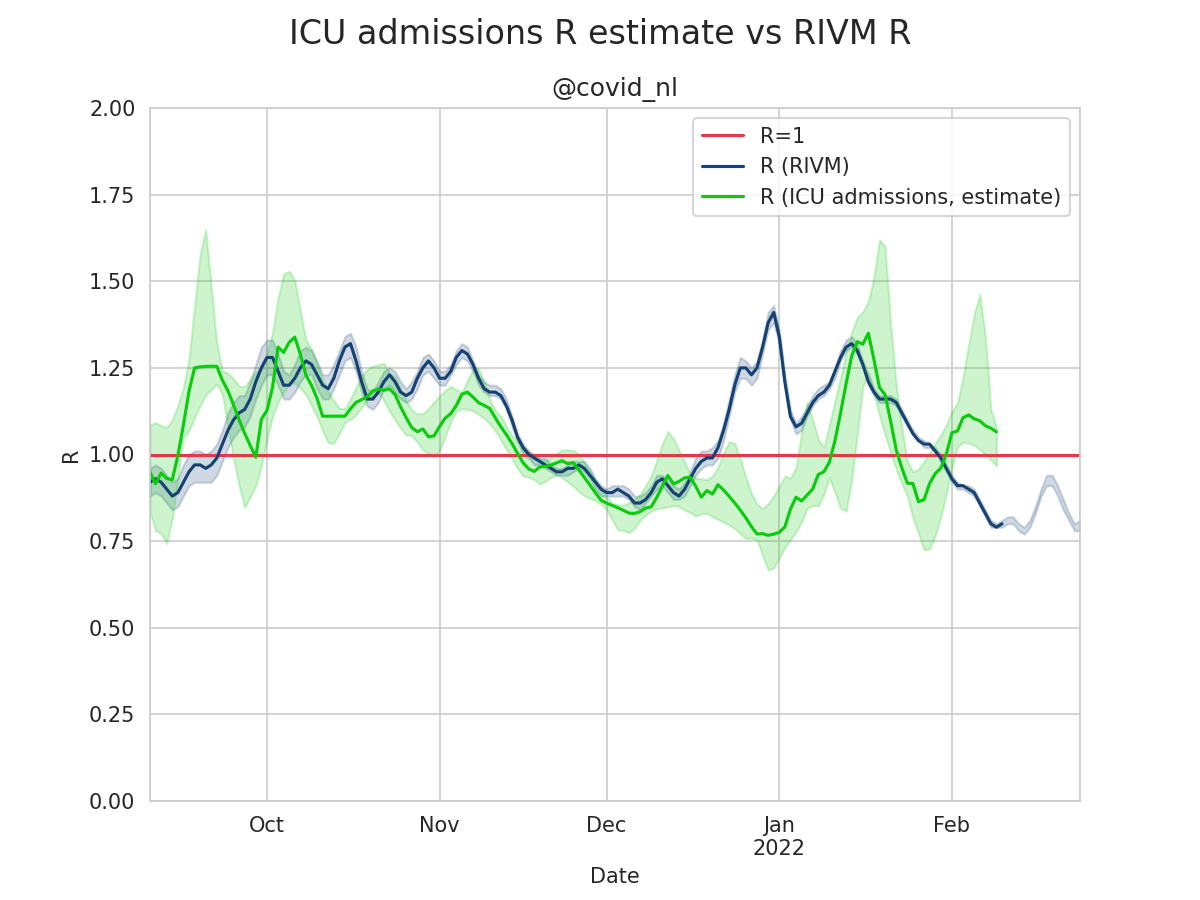 ICU admissions R estimate vs RIVM R
@covid_nl
2.00
1.75
1.50
1.25
1.00
0.75
0.50
0.25
0.00
R
R=1
R (RIVM)
R (ICU admissions, estimate)
Oct
Nov
Dec
Jan
2022
Feb
Date